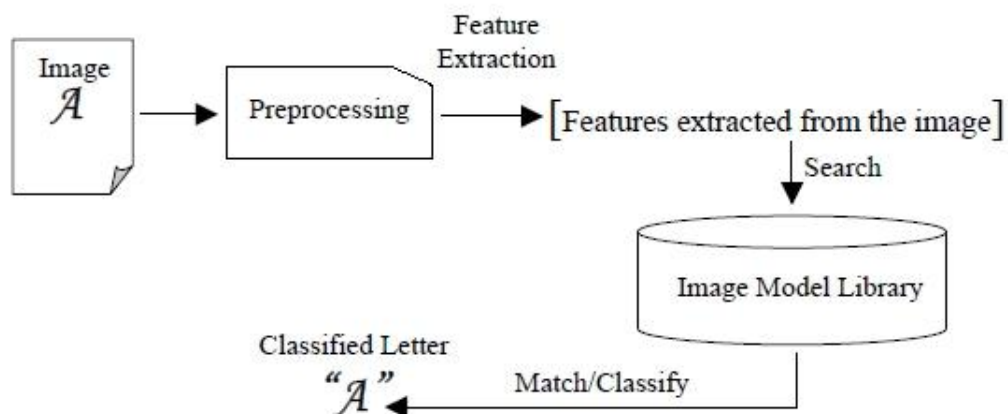 Image
A
Preprocessing
Feature
Extraction
[Features extracted from the image]
Search
Image Model Library
Match/Classify
Classified Letter
“A”